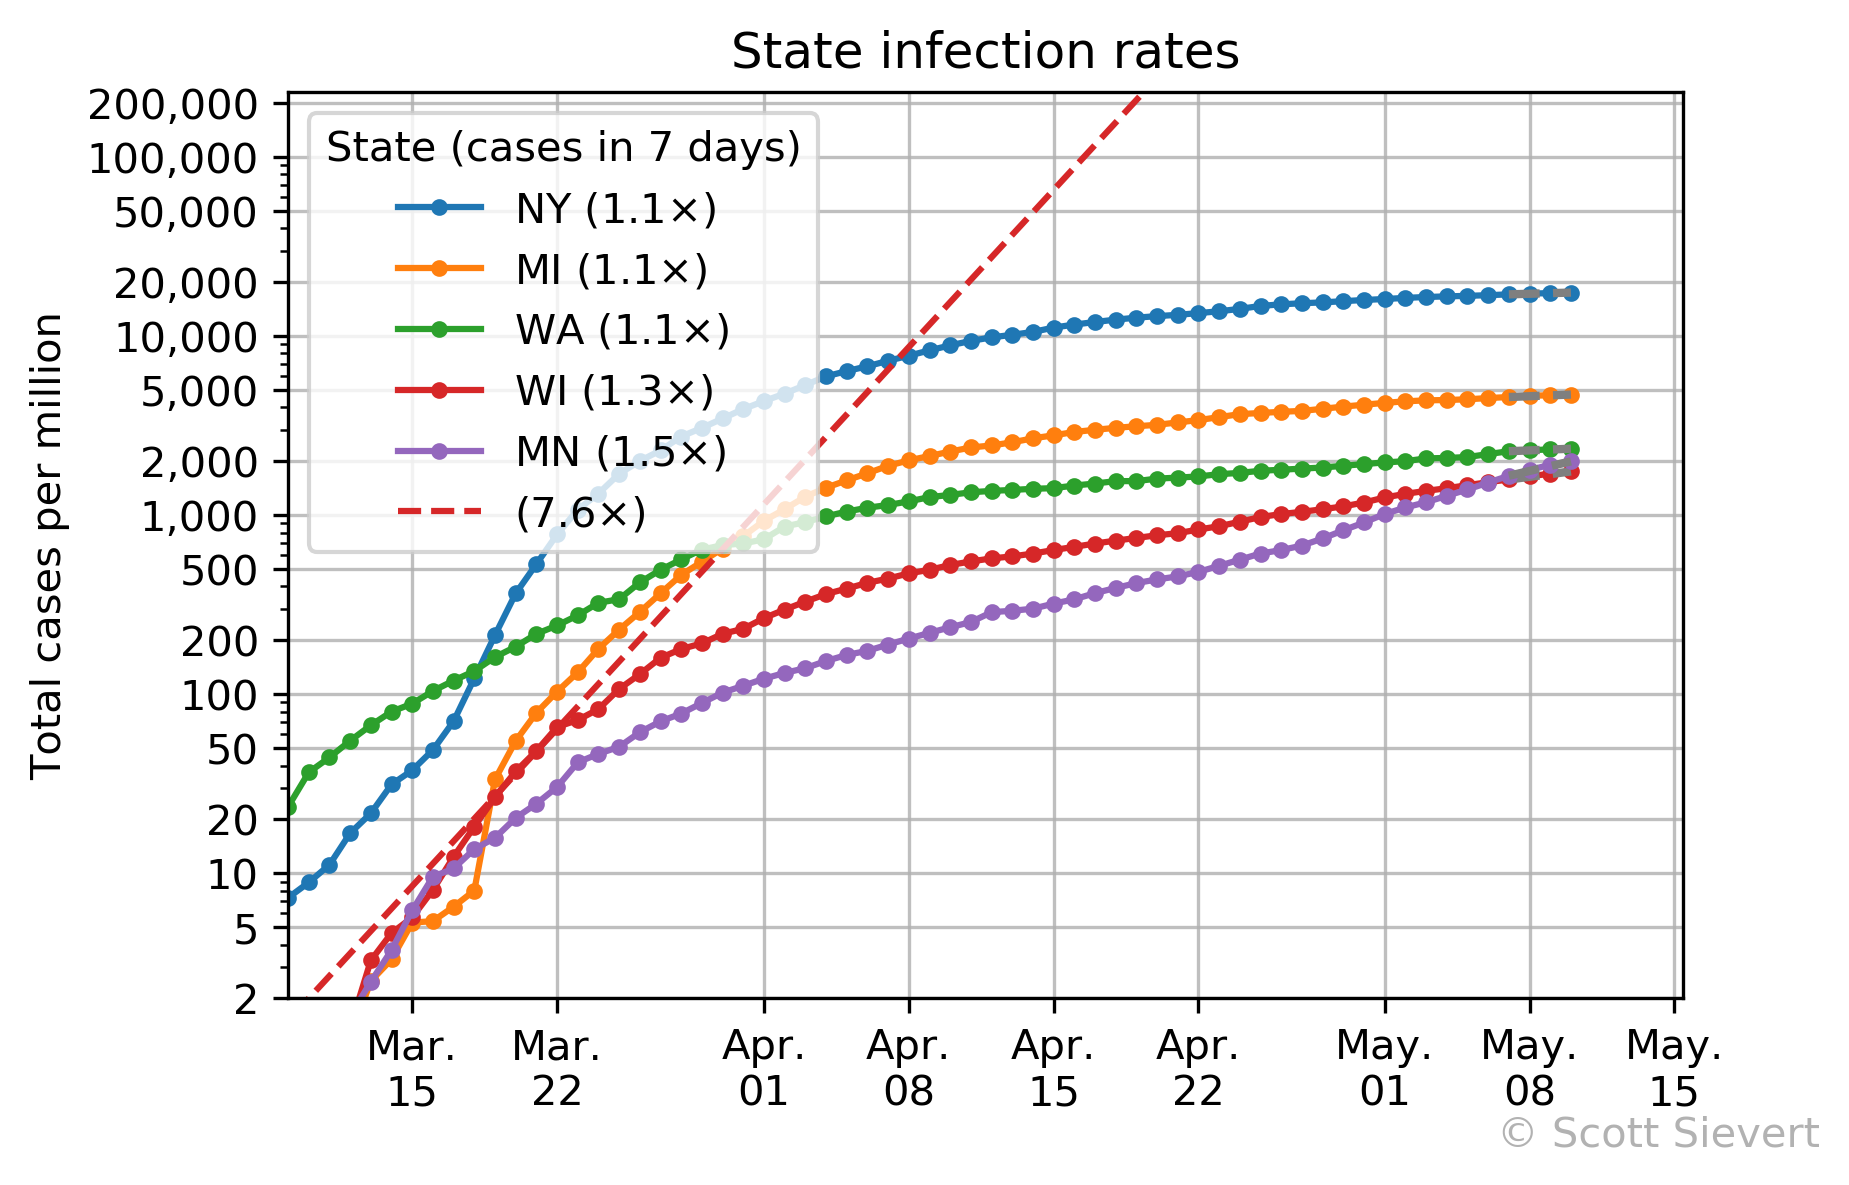 State infection rates
200,000
100,000
50,000
20,000
10,000
5,000
2,000
1,000
500
200
100
50
20
10
5
2
Total cases per million
State (cases in 7 days)
NY (1.1×)
MI (1.1×)
WA (1.1×)
WI (1.3×)
MN (1.5×)
(7.6×)
Mar. 15
Mar. 22
Apr. 01
Apr. 08
Apr. 15
Apr. 22
May. 01
May. 08
May. 15
© Scott Sievert